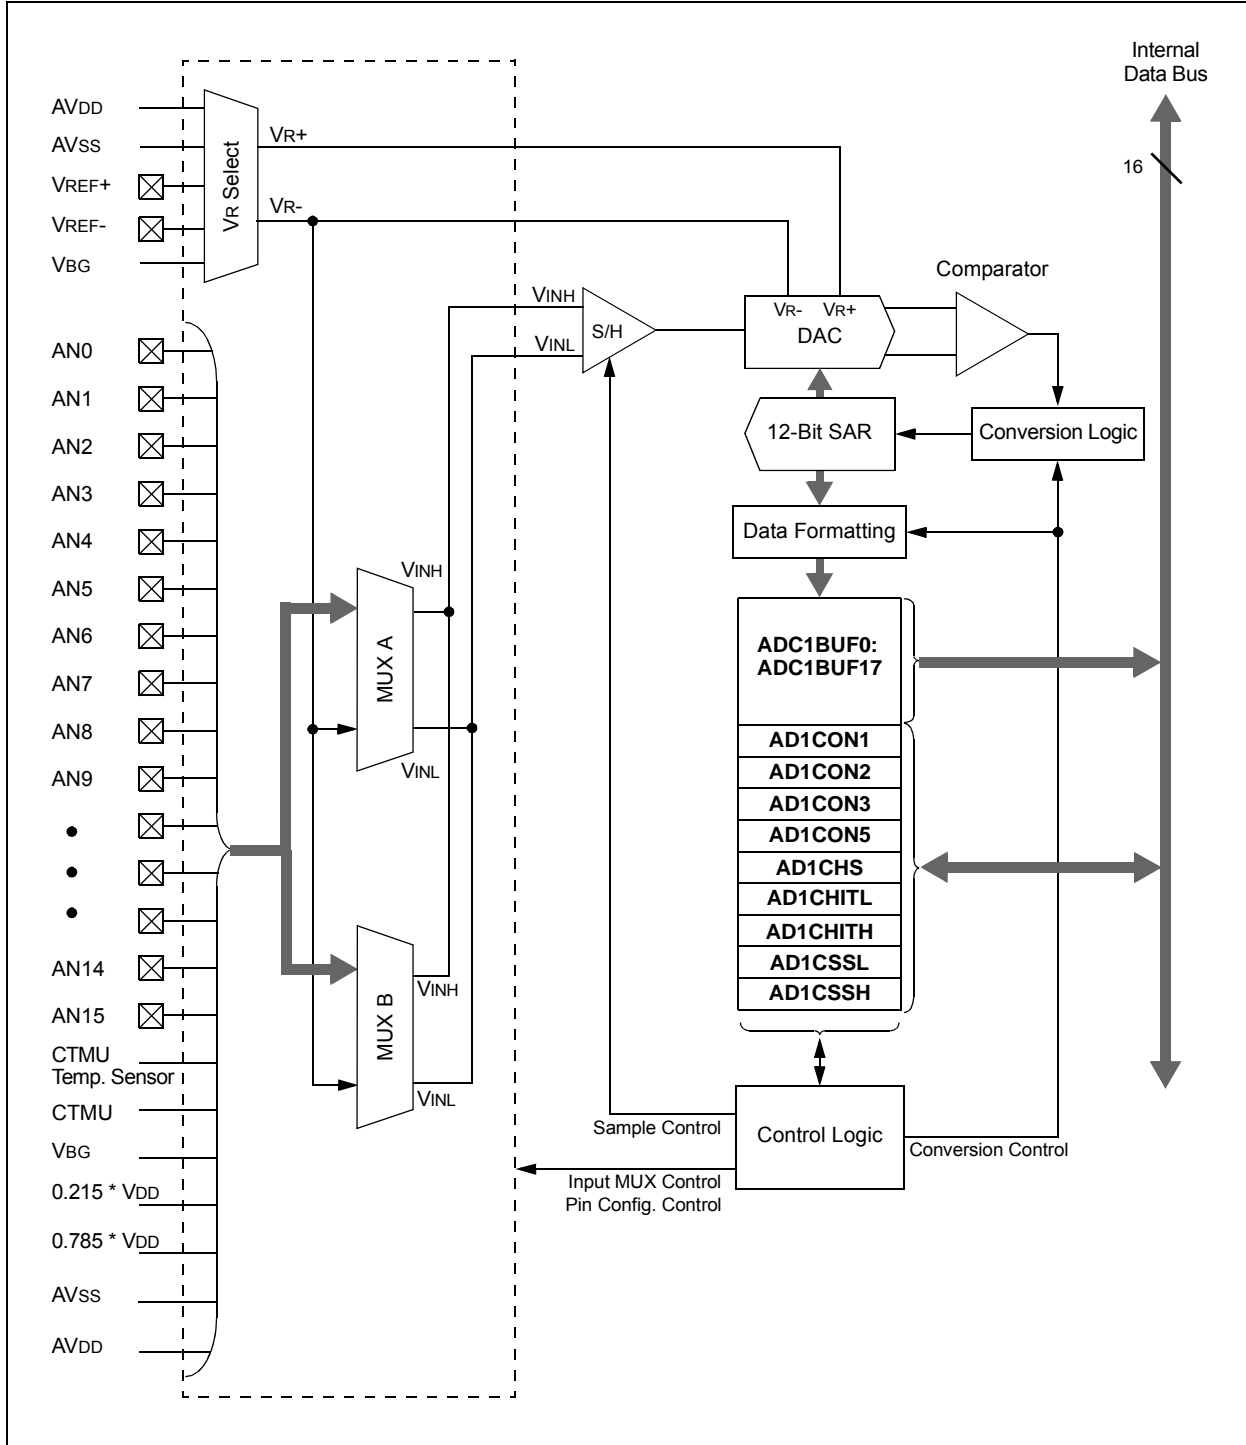 Internal
Data Bus
16
AVDD
AVSS
VREF+
VREF-
VBG
VR Select
VR+
VR-
AN0
AN1
AN2
AN3
AN4
AN5
AN6
AN7
AN8
AN9
AN14
AN15
CTMU
Temp. Sensor
CTMU
VBG
0.215 * VDD
0.785 * VDD
AVSS
AVDD
VINH
MUX A
VINL
MUX B
VINH
VINL
VINH
VINL
S/H
VR- VR+
DAC
Comparator
12-Bit SAR
Conversion Logic
Data Formatting
ADC1BUF0:
ADC1BUF17
AD1CON1
AD1CON2
AD1CON3
AD1CON5
AD1CHS
AD1CHITL
AD1CHITH
AD1CSSL
AD1CSSH
Sample Control
Control Logic
Conversion Control
Input MUX Control
Pin Config. Control